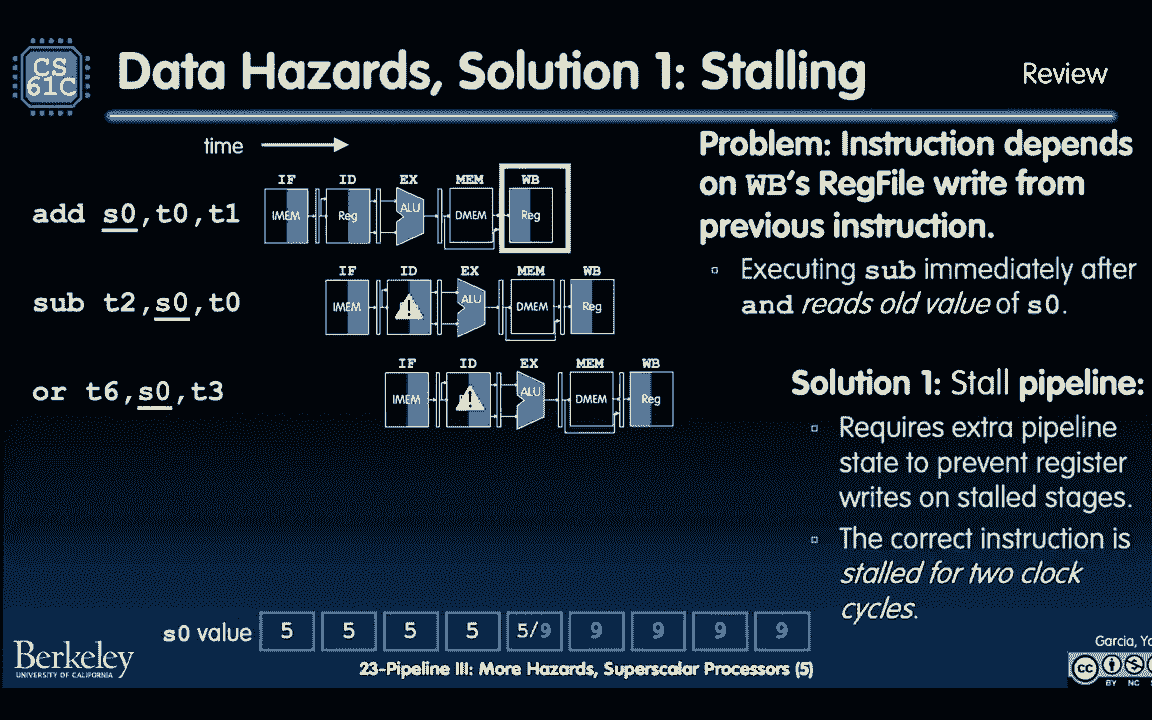 CS
61C
Data Hazards, Solution 1: Stalling
Review
time
IF ID EX MEM WB
add s0,t0,t1
IMEM Reg ALU DMEM Reg
IF ID EX MEM WB
sub t2,s0,t0
IMEM ALU DMEM Reg
IF ID EX MEM WB
or t6,s0,t3
IMEM ALU DMEM Reg
Problem: Instruction depends
on WB's RegFile write from
previous instruction.
Executing sub immediately after
and reads old value of s0.
Solution 1: Stall pipeline:
Requires extra pipeline
state to prevent register
writes on stalled stages.
The correct instruction is
stalled for two clock
cycles.
s0 value 5 5 5 5 5/9 9 9 9 9
Berkeley
UNIVERSITY OF CALIFORNIA
23-Pipeline III: More Hazards, Superscalar Processors (5)
Garcia,
cc
BY NC